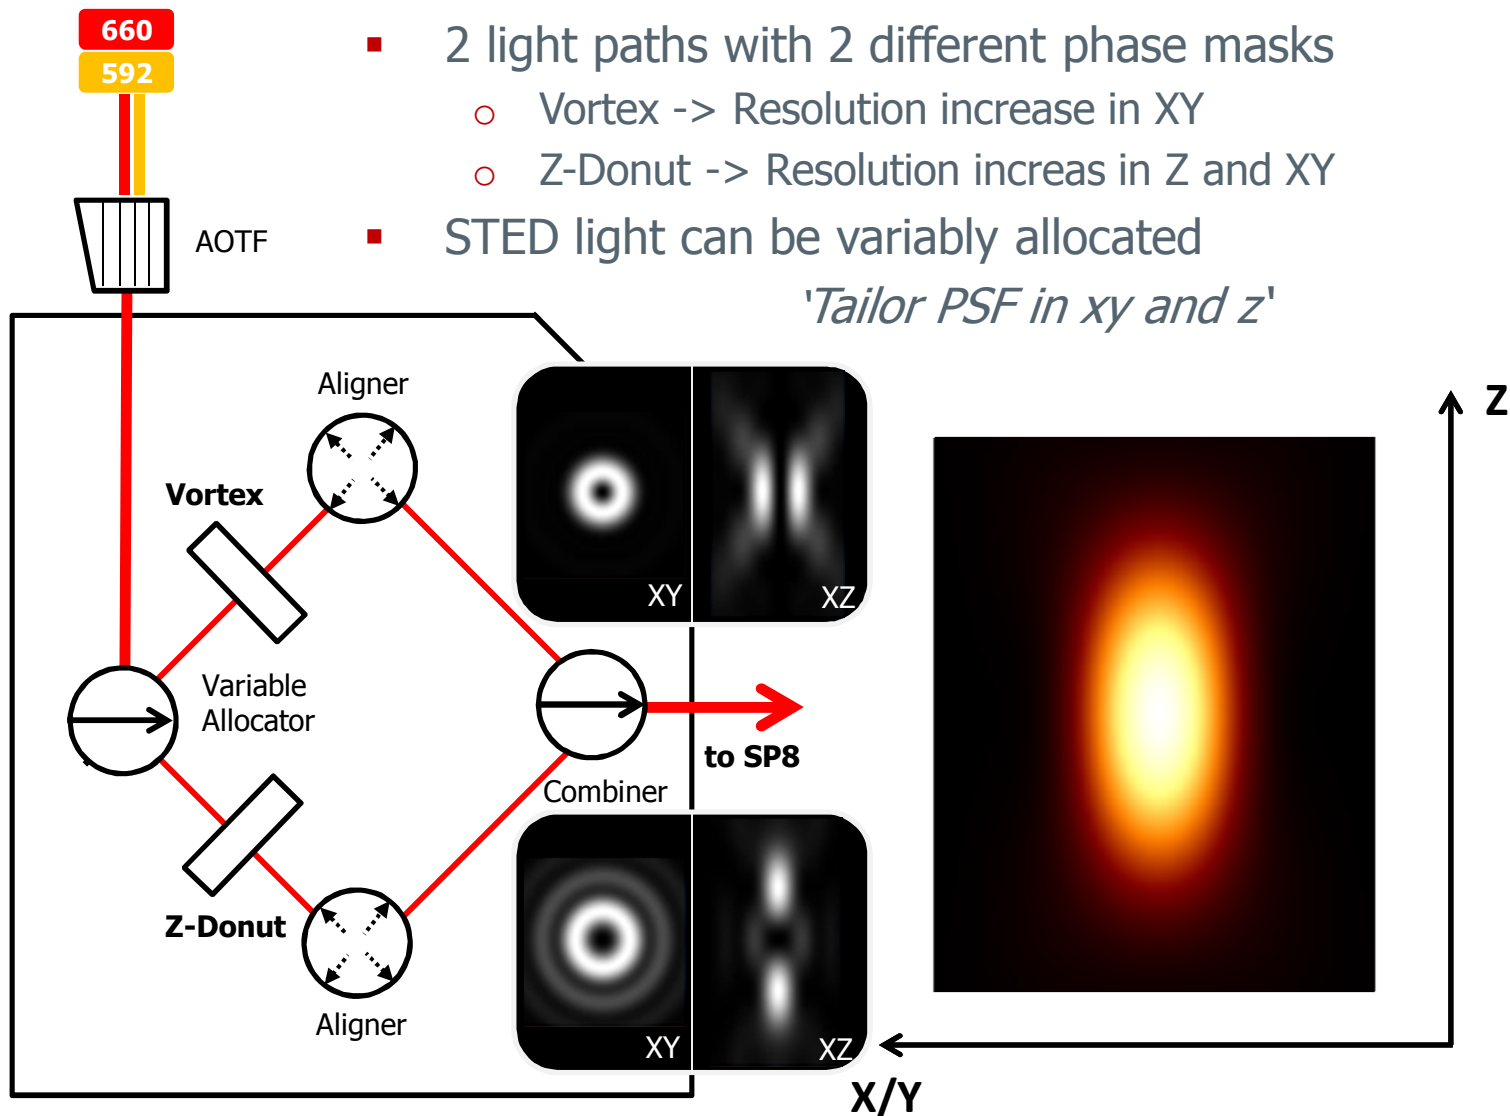 660
592
AOTF
▪ 2 light paths with 2 different phase masks
o Vortex -> Resolution increase in XY
o Z-Donut -> Resolution increas in Z and XY
▪ STED light can be variably allocated
'Tailor PSF in xy and z'
Aligner
Vortex
XY
XZ
Z
Variable
Allocator
to SP8
Combiner
Z-Donut
Aligner
XY
XZ
X/Y